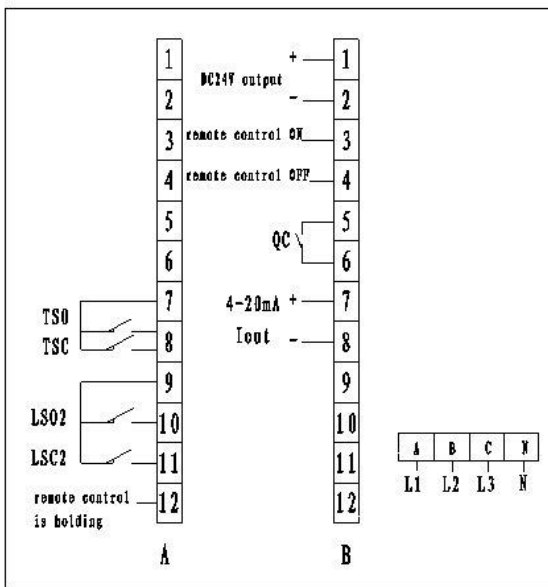 1
2
3
4
5
6
7
8
9
10
11
12
A
TSO
TSC
LSO2
LSC2
remote control
is holding
+
DC24V output
-
remote control ON
remote control OFF
QC
4-20mA +
Iout -
1
2
3
4
5
6
7
8
9
10
11
12
B
A B C N
L1 L2 L3 N